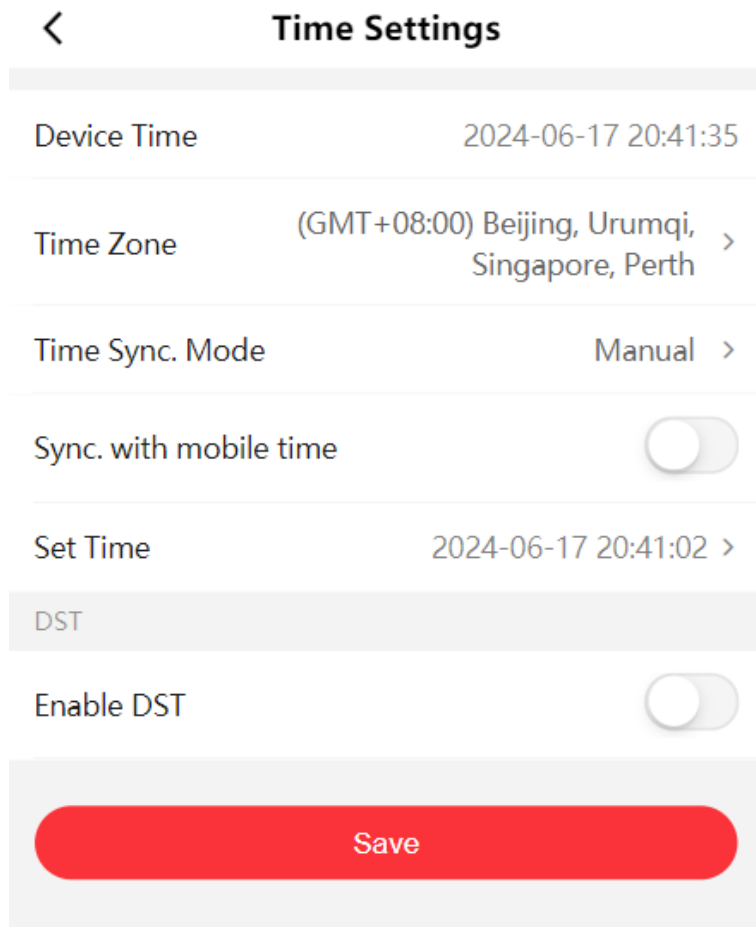 Time Settings
Device Time 2024-06-17 20:41:35
Time Zone (GMT+08:00) Beijing, Urumqi,
Singapore, Perth
Time Sync. Mode Manual
Sync. with mobile time
Set Time 2024-06-17 20:41:02
DST
Enable DST
Save